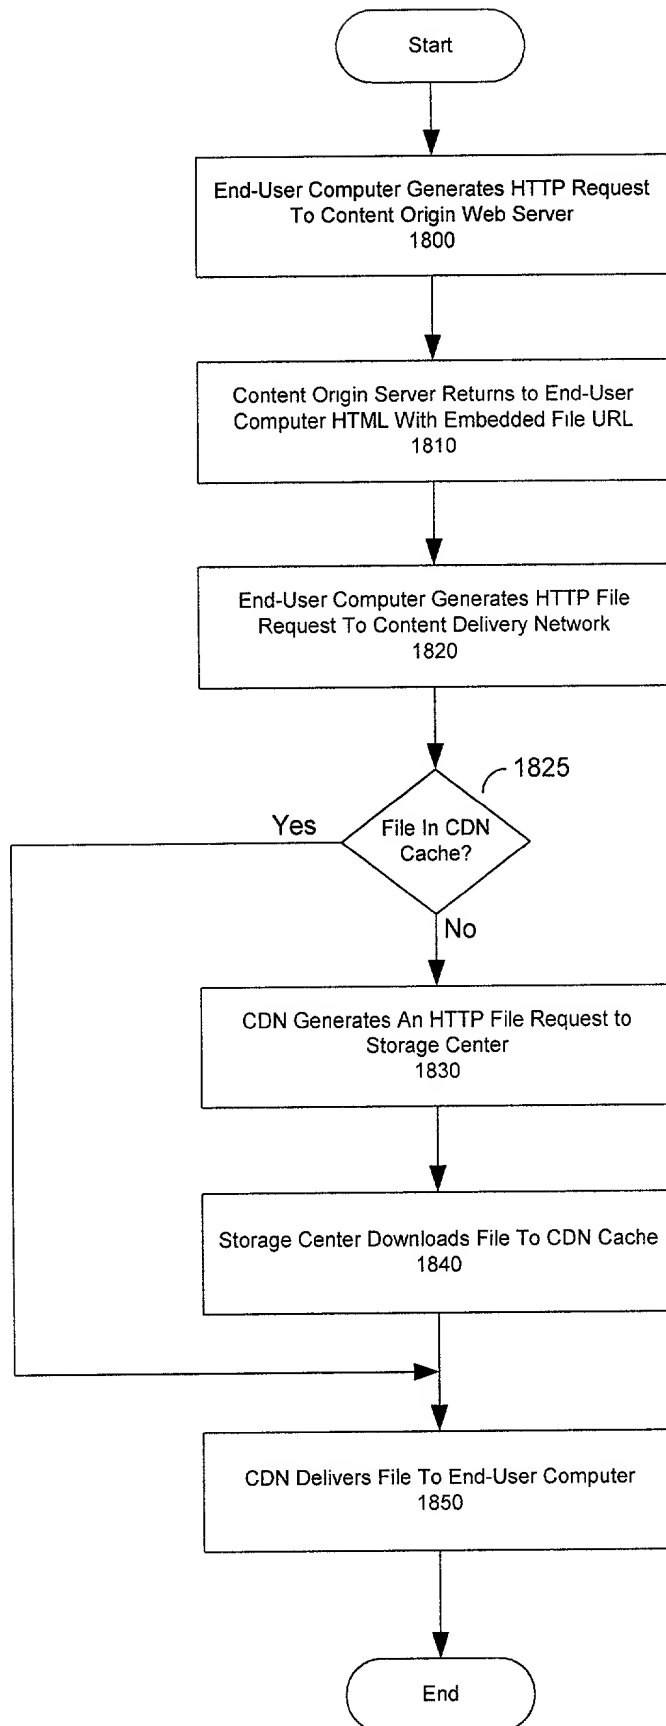 Start
End-User Computer Generates HTTP Request
To Content Origin Web Server
1800
Content Origin Server Returns to End-User
Computer HTML With Embedded File URL
1810
End-User Computer Generates HTTP File
Request To Content Delivery Network
1820
1825
Yes
File In CDN
Cache?
No
CDN Generates An HTTP File Request to
Storage Center
1830
Storage Center Downloads File To CDN Cache
1840
CDN Delivers File To End-User Computer
1850
End